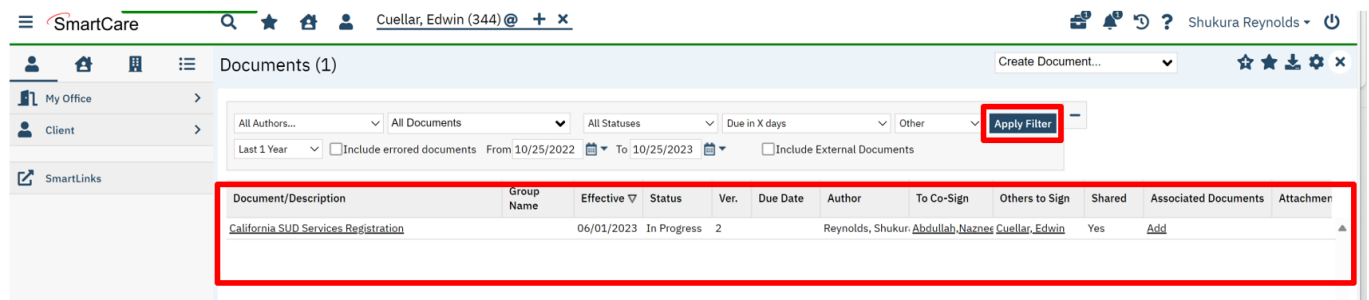 SmartCare Cuellar, Edwin (344) @ + × 1 1 ? Shukura Reynolds
Documents (1) Create Document...
My Office
Client
SmartLinks
All Authors... All Documents All Statuses Due in X days Other Apply Filter
Last 1 Year Include errored documents From 10/25/2022 To 10/25/2023 Include External Documents
Document/Description Group Name Effective Status Ver. Due Date Author To Co-Sign Others to Sign Shared Associated Documents Attachmen
California SUD Services Registration 06/01/2023 In Progress 2 Reynolds, Shukur Abdullah,Naznee Cuellar, Edwin Yes Add